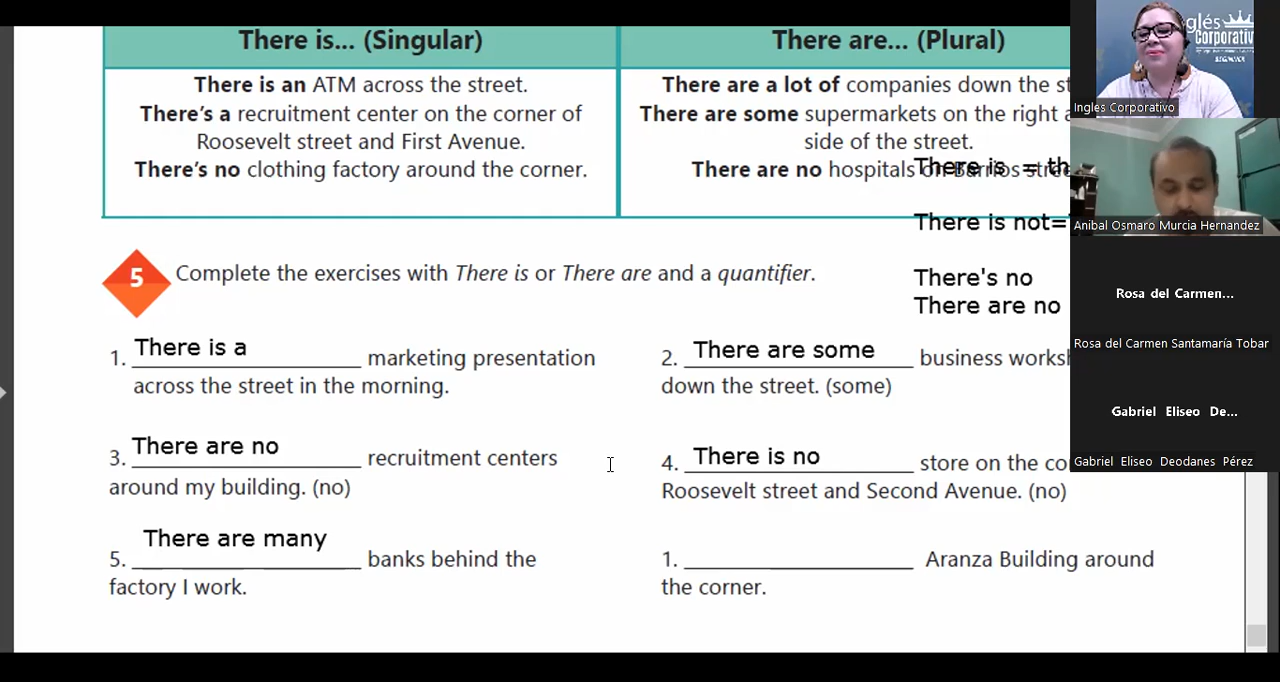 There is... (Singular)
There are... (Plural)
There is an ATM across the street.
There's a recruitment center on the corner of
Roosevelt street and First Avenue.
There's no clothing factory around the corner.
There are a lot of companies down the st
There are some supermarkets on the right a
side of the street.
There are no hospitals on Barrios stree
There is = th
There is not=
There's no
There are no
5 Complete the exercises with There is or There are and a quantifier.
1. There is a marketing presentation
across the street in the morning.
2. There are some business works
down the street. (some)
3. There are no recruitment centers
around my building. (no)
4. There is no store on the co
Roosevelt street and Second Avenue. (no)
5. There are many banks behind the
factory I work.
1. Aranza Building around
the corner.
glés
Corporativ
BEGINNER
Ingles Corporativo
Anibal Osmaro Murcia Hernandez
Rosa del Carmen...
Rosa del Carmen Santamaría Tobar
Gabriel Eliseo De...
Gabriel Eliseo Deodanes Pérez